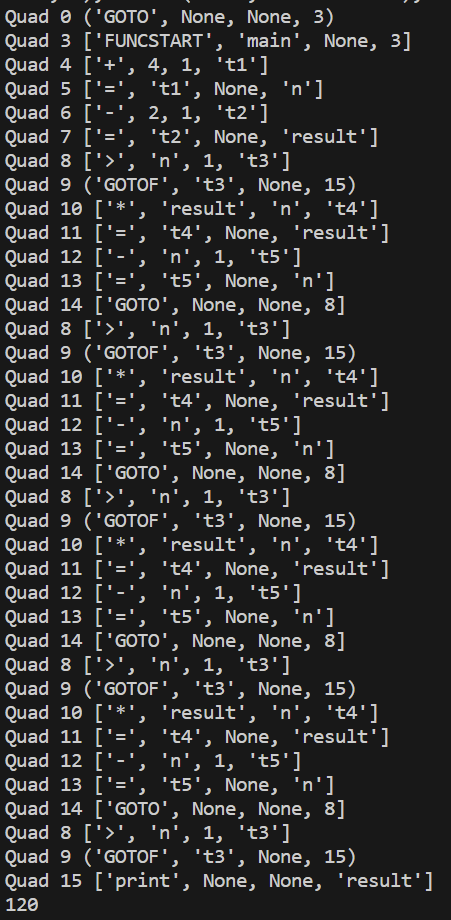 Quad 0 ('GOTO', None, None, 3)
Quad 3 ['FUNCSTART', 'main', None, 3]
Quad 4 ['+', 4, 1, 't1']
Quad 5 ['=', 't1', None, 'n']
Quad 6 ['-', 2, 1, 't2']
Quad 7 ['=', 't2', None, 'result']
Quad 8 ['>', 'n', 1, 't3']
Quad 9 ('GOTOF', 't3', None, 15)
Quad 10 ['*', 'result', 'n', 't4']
Quad 11 ['=', 't4', None, 'result']
Quad 12 ['-', 'n', 1, 't5']
Quad 13 ['=', 't5', None, 'n']
Quad 14 ['GOTO', None, None, 8]
Quad 8 ['>', 'n', 1, 't3']
Quad 9 ('GOTOF', 't3', None, 15)
Quad 10 ['*', 'result', 'n', 't4']
Quad 11 ['=', 't4', None, 'result']
Quad 12 ['-', 'n', 1, 't5']
Quad 13 ['=', 't5', None, 'n']
Quad 14 ['GOTO', None, None, 8]
Quad 8 ['>', 'n', 1, 't3']
Quad 9 ('GOTOF', 't3', None, 15)
Quad 10 ['*', 'result', 'n', 't4']
Quad 11 ['=', 't4', None, 'result']
Quad 12 ['-', 'n', 1, 't5']
Quad 13 ['=', 't5', None, 'n']
Quad 14 ['GOTO', None, None, 8]
Quad 8 ['>', 'n', 1, 't3']
Quad 9 ('GOTOF', 't3', None, 15)
Quad 10 ['*', 'result', 'n', 't4']
Quad 11 ['=', 't4', None, 'result']
Quad 12 ['-', 'n', 1, 't5']
Quad 13 ['=', 't5', None, 'n']
Quad 14 ['GOTO', None, None, 8]
Quad 8 ['>', 'n', 1, 't3']
Quad 9 ('GOTOF', 't3', None, 15)
Quad 15 ['print', None, None, 'result']
120